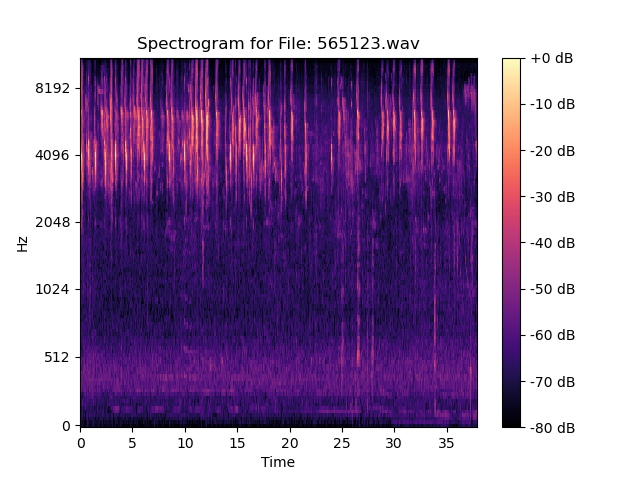 Spectrogram for File: 565123.wav
+0 dB
8192
-10 dB
-20 dB
4096
-30 dB
2048
-40 dB
Hz
1024
-50 dB
-60 dB
512
-70 dB
0
-80 dB
0 5 10 15 20 25 30 35
Time